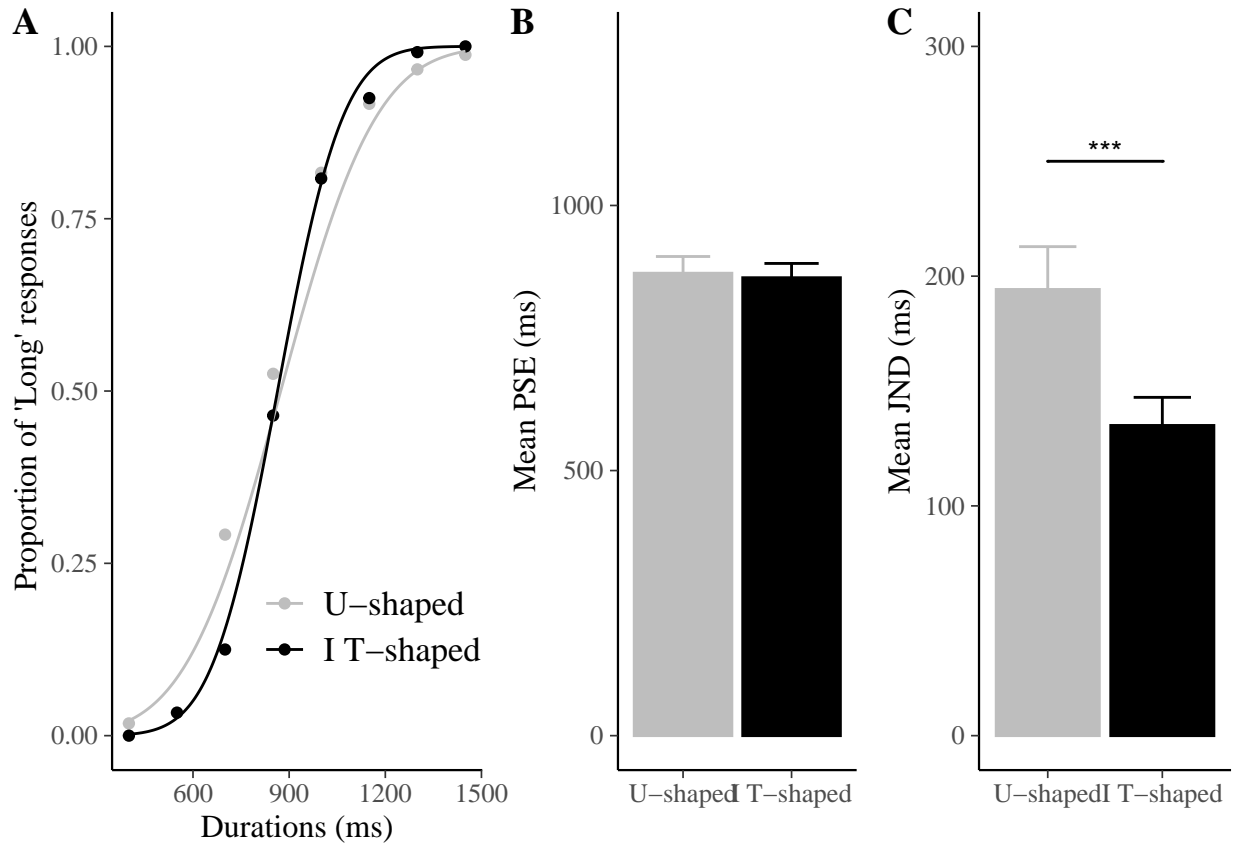 A
Proportion of 'Long' responses
1.00
0.75
0.50
0.25
0.00
600 900 1200 1500
Durations (ms)
U−shaped
I T−shaped
B
Mean PSE (ms)
1000
500
0
U−shaped I T−shaped
C
Mean JND (ms)
300
200
100
0
***
U−shaped I T−shaped